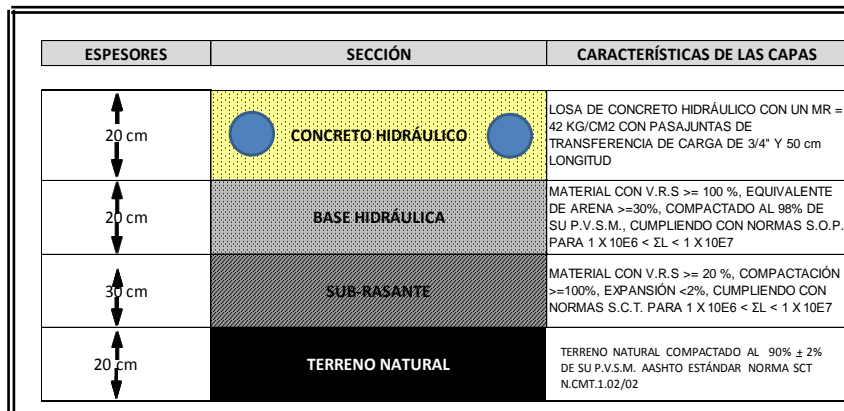 ESPESORES SECCIÓN CARACTERÍSTICAS DE LAS CAPAS
20 cm
CONCRETO HIDRÁULICO
LOSA DE CONCRETO HIDRÁULICO CON UN MR =
42 KG/CM2 CON PASAJUNTAS DE
TRANSFERENCIA DE CARGA DE 3/4" Y 50 cm
LONGITUD
20 cm
BASE HIDRÁULICA
MATERIAL CON V.R.S >= 100 %, EQUIVALENTE
DE ARENA >=30%, COMPACTADO AL 98% DE
SU P.V.S.M., CUMPLIENDO CON NORMAS S.O.P.
PARA 1 X 10E6 < ΣL < 1 X 10E7
30 cm
SUB-RASANTE
MATERIAL CON V.R.S >= 20 %, COMPACTACIÓN
>=100%, EXPANSIÓN <2%, CUMPLIENDO CON
NORMAS S.C.T. PARA 1 X 10E6 < ΣL < 1 X 10E7
20 cm
TERRENO NATURAL
TERRENO NATURAL COMPACTADO AL 90% ± 2%
DE SU P.V.S.M. AASHTO ESTÁNDAR NORMA SCT
N.CMT.1.02/02